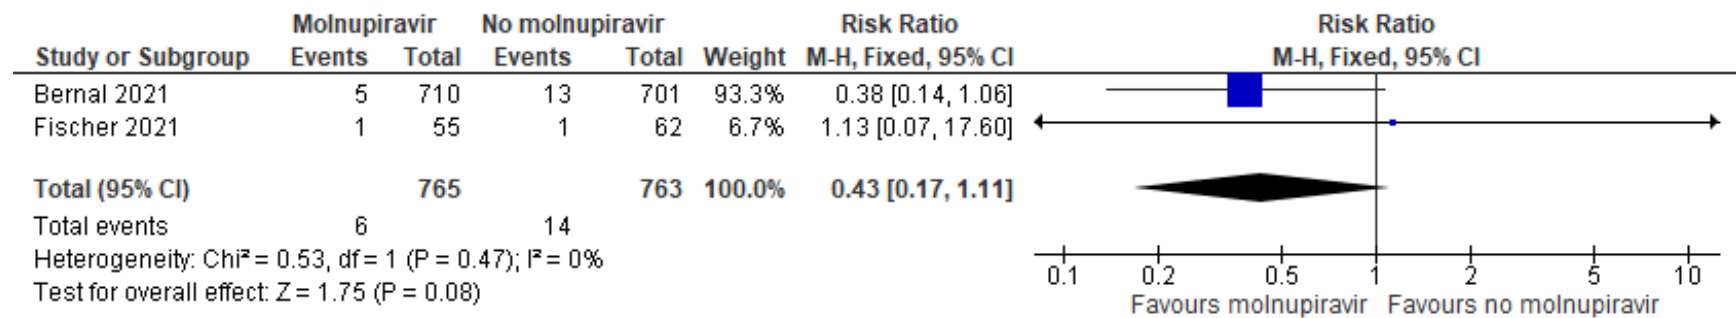 Molnupiravir No molnupiravir Risk Ratio Risk Ratio
Study or Subgroup Events Total Events Total Weight M-H, Fixed, 95% CI M-H, Fixed, 95% CI
Bernal 2021 5 710 13 701 93.3% 0.38 [0.14, 1.06]
Fischer 2021 1 55 1 62 6.7% 1.13 [0.07, 17.60]
Total (95% CI) 765 763 100.0% 0.43 [0.17, 1.11]
Total events 6 14
Heterogeneity: Chi² = 0.53, df = 1 (P = 0.47); I² = 0%
Test for overall effect: Z = 1.75 (P = 0.08)
0.1 0.2 0.5 1 2 5 10
Favours molnupiravir Favours no molnupiravir